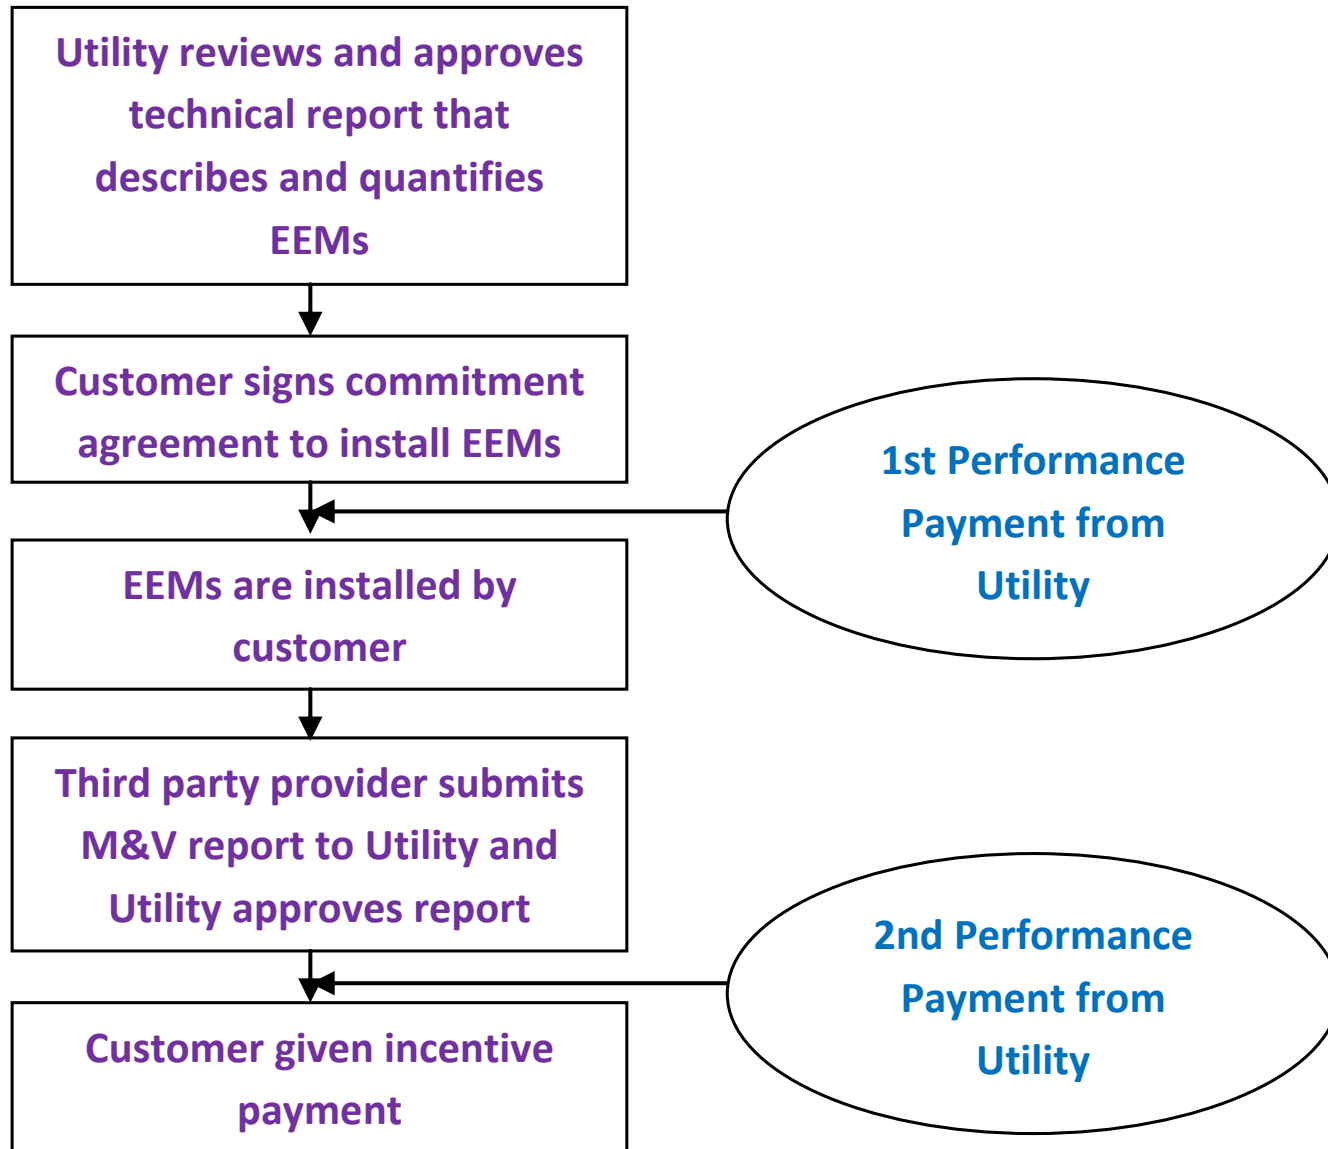 Utility reviews and approves
technical report that
describes and quantifies
EEMs
Customer signs commitment
agreement to install EEMs
1st Performance
Payment from
Utility
EEMs are installed by
customer
Third party provider submits
M&V report to Utility and
Utility approves report
2nd Performance
Payment from
Utility
Customer given incentive
payment